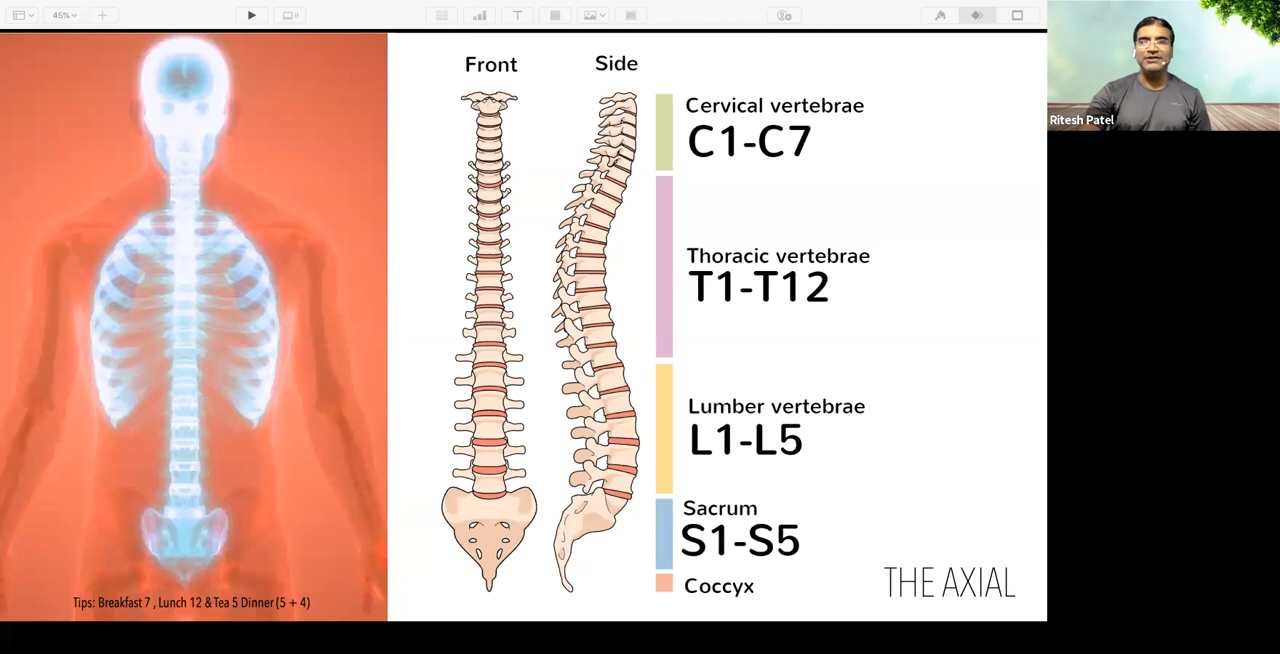 45%
Ritesh Patel
Front
Side
Cervical vertebrae
C1-C7
Thoracic vertebrae
T1-T12
Lumber vertebrae
L1-L5
Sacrum
S1-S5
Coccyx
THE AXIAL
Tips: Breakfast 7 , Lunch 12 & Tea 5 Dinner (5 + 4)